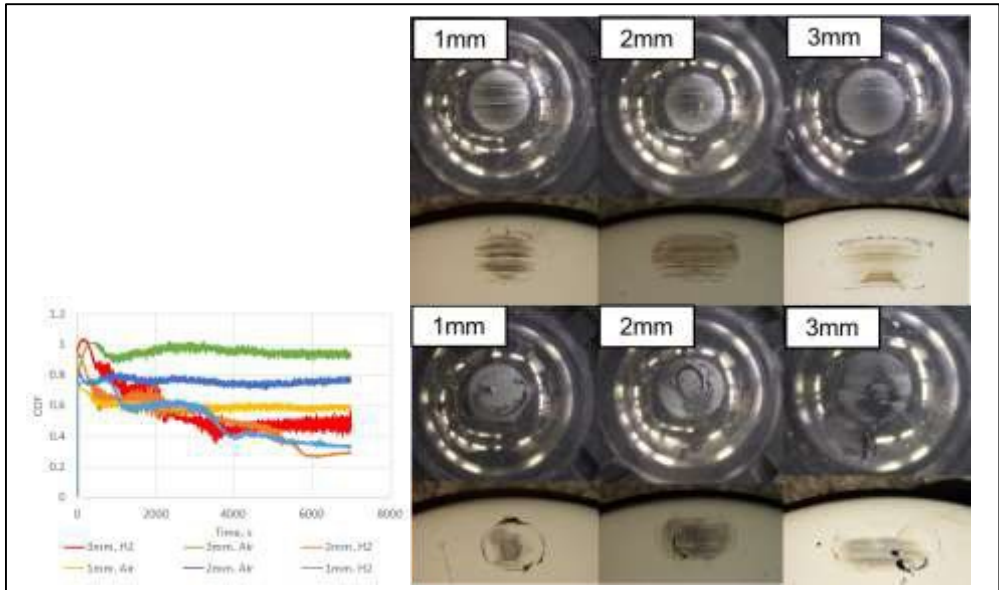 1mm 2mm 3mm
1mm 2mm 3mm
1.2
1
0.8
0.6
0.4
0.2
0
COF
0 2000 4000 6000 8000
Time, s
3mm, H2 3mm. Air 2mm. H2
1mm. Air 2mm. Air 1mm. H2